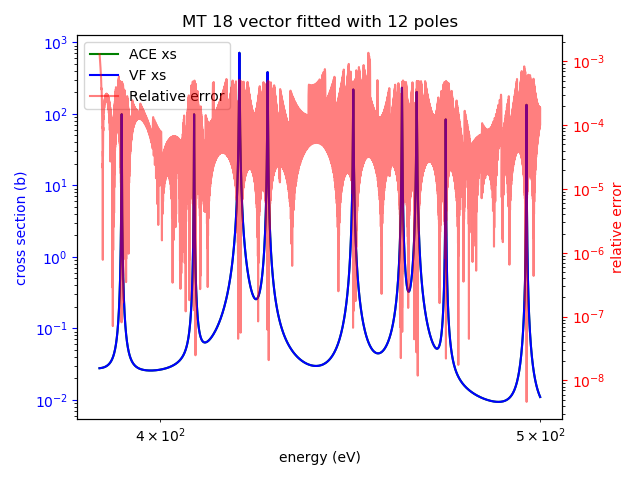 MT 18 vector fitted with 12 poles
ACE xs
VF xs
Relative error
10³
10²
10¹
10⁰
10⁻¹
10⁻²
cross section (b)
10⁻³
10⁻⁴
10⁻⁵
10⁻⁶
10⁻⁷
10⁻⁸
relative error
4 × 10²
5 × 10²
energy (eV)